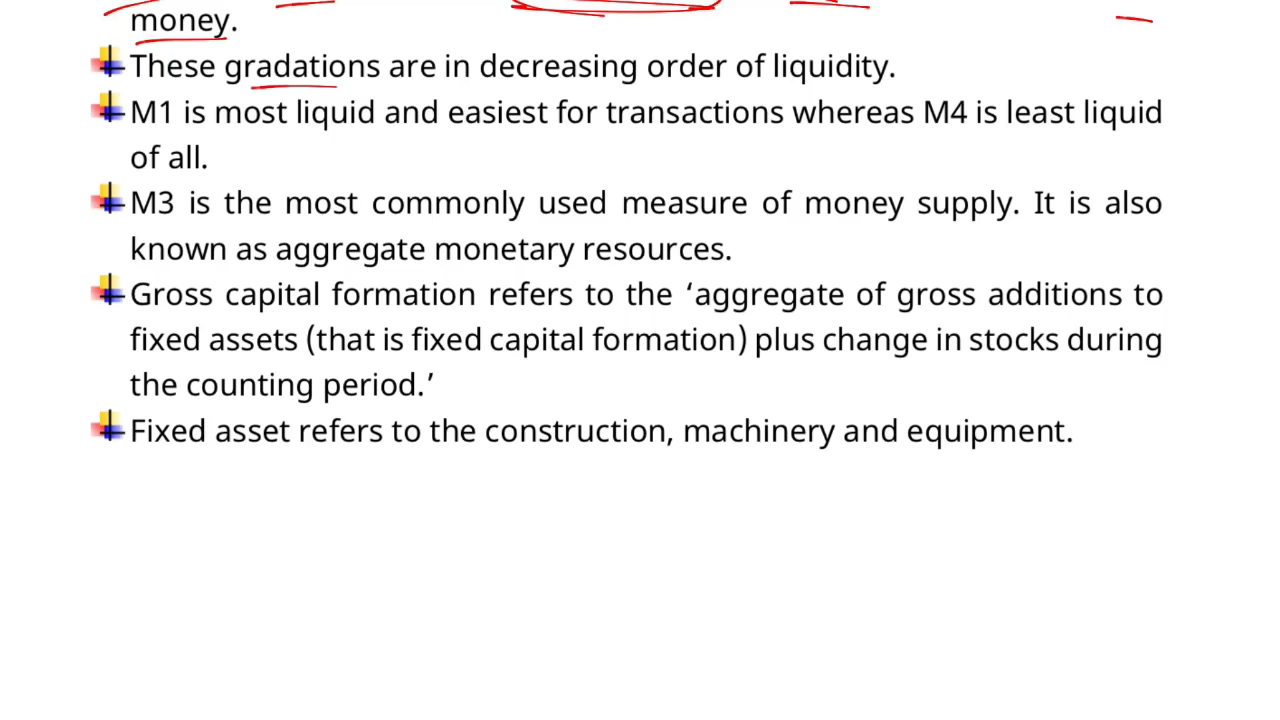 money.
These gradations are in decreasing order of liquidity.
M1 is most liquid and easiest for transactions whereas M4 is least liquid
of all.
M3 is the most commonly used measure of money supply. It is also
known as aggregate monetary resources.
Gross capital formation refers to the ‘aggregate of gross additions to
fixed assets (that is fixed capital formation) plus change in stocks during
the counting period.’
Fixed asset refers to the construction, machinery and equipment.